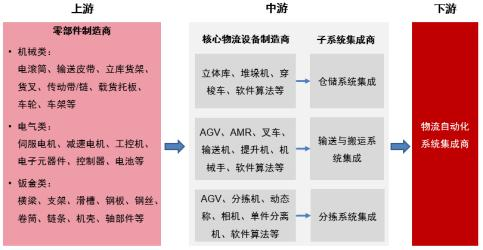 上游
中游
下游
零部件制造商
• 机械类:
电滚筒、输送皮带、立库货架、
货叉、传动带/链、载货托板、
车轮、车架等
• 电气类:
伺服电机、减速电机、工控机、
电子元器件、控制器、电池等
• 钣金类:
横梁、支架、滑槽、钢板、钢丝、
卷筒、链条、机壳、轴部件等
核心物流设备制造商
子系统集成商
立体库、堆垛机、穿
梭车、软件算法等
仓储系统集成
AGV、AMR、叉车、
输送机、提升机、机
械手、软件算法等
输送与搬运系
统集成
AGV、分拣机、动态
称、相机、单件分离
机、软件算法等
分拣系统集成
物流自动化
系统集成商